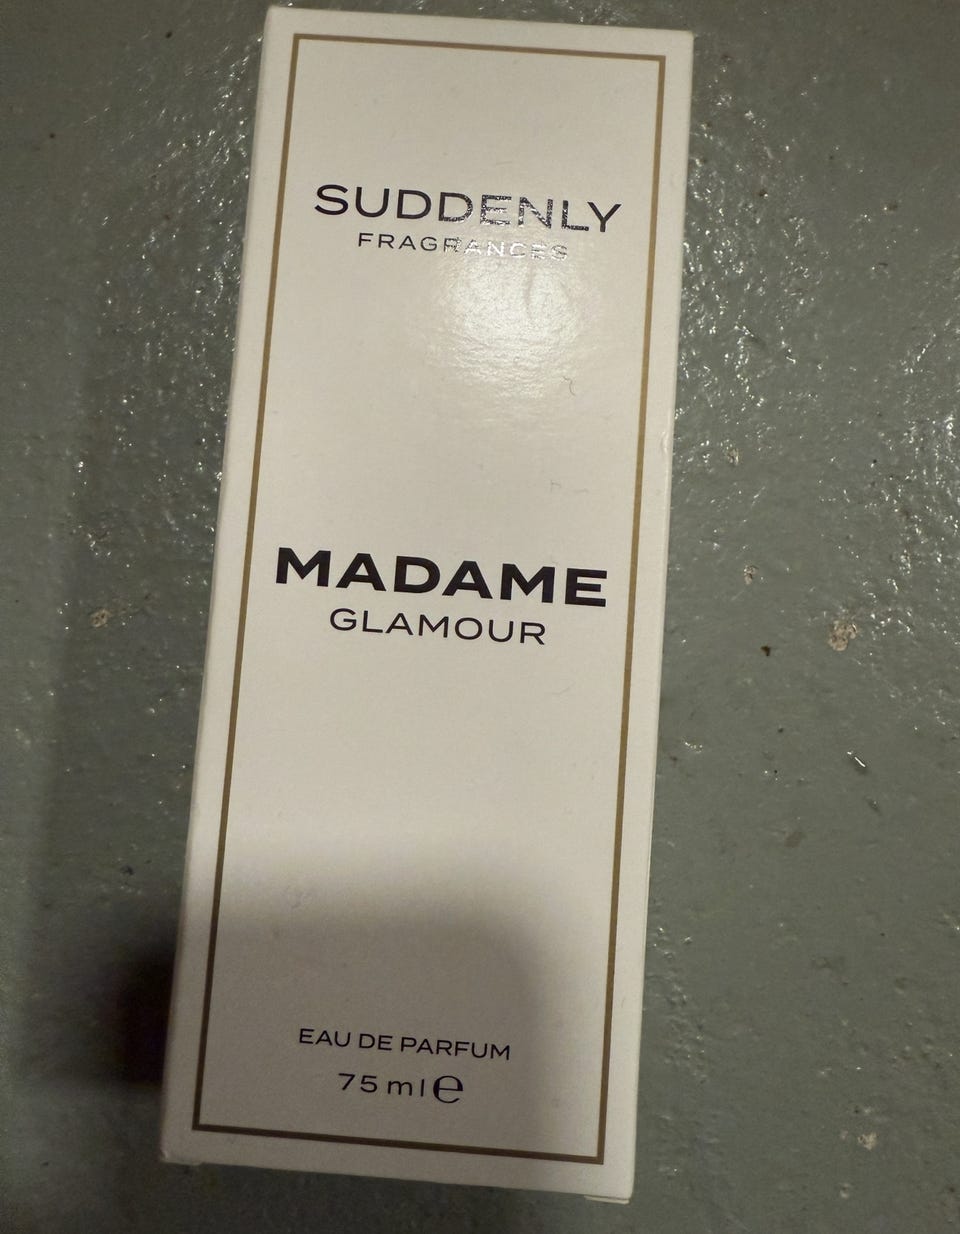 SUDDENLY
FRAGRANCES
MADAME
GLAMOUR
EAU DE PARFUM
75 ml ℮